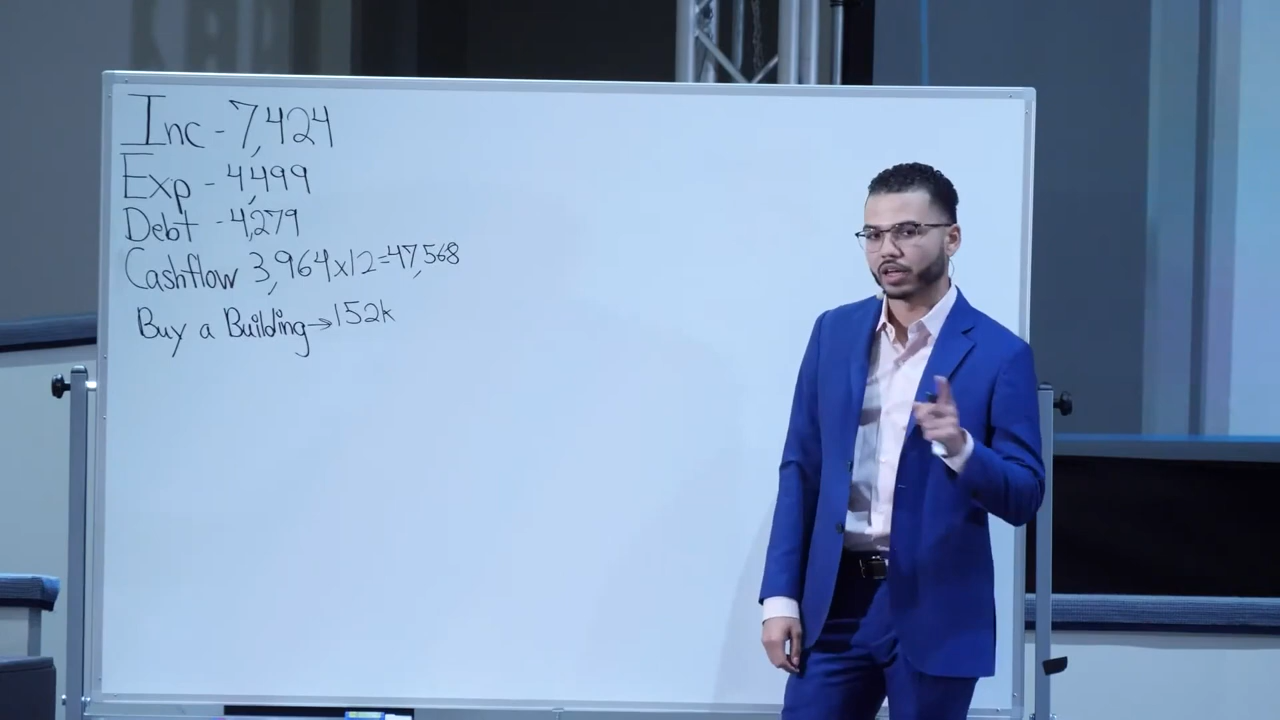 Inc - 7,424
Exp - 4,499
Debt - 4,279
Cashflow 3,964x12=47,568
Buy a Building→152k